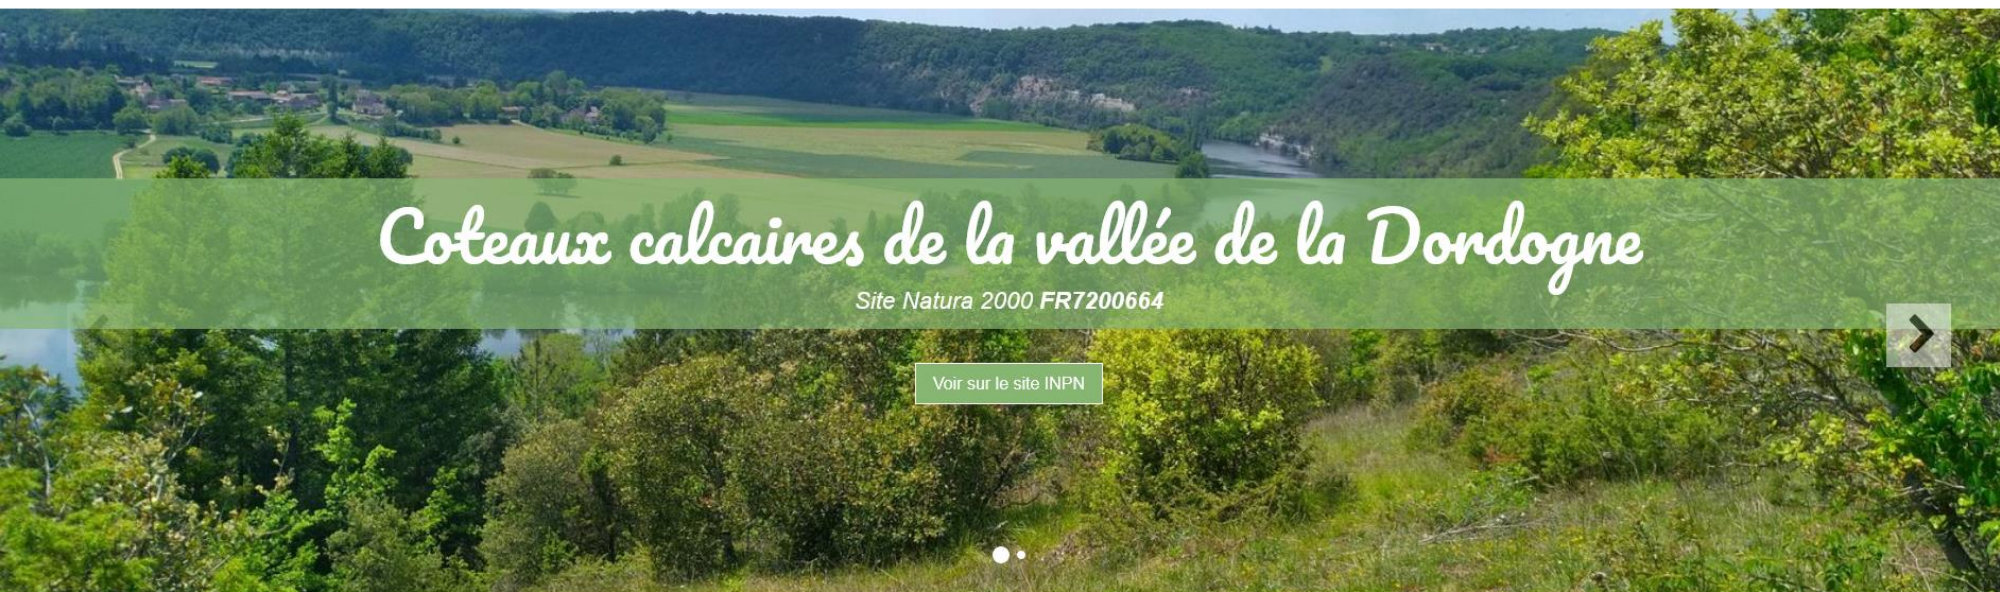 Coteaux calcaires de la vallée de la Dordogne
Site Natura 2000 FR7200664
Voir sur le site INPN